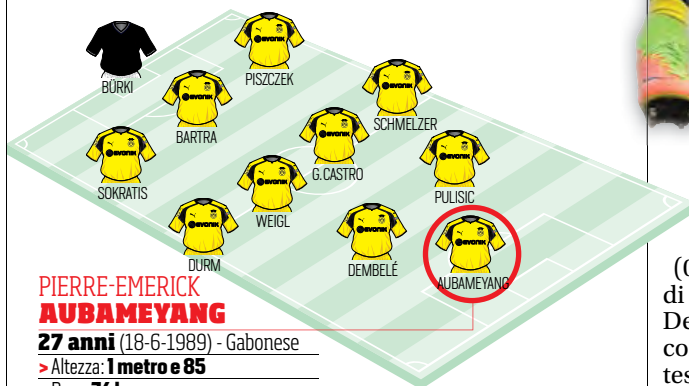 PISZCZEK
BÜRKI
SCHMELZER
BARTRA
G.CASTRO
SOKRATIS
PULISIC
WEIGL
DURM
DEMBELÉ
AUBAMEYANG
PIERRE-EMERICK
AUBAMEYANG
27 anni (18-6-1989) - Gabonese
> Altezza: 1 metro e 85
di
De
co
tes